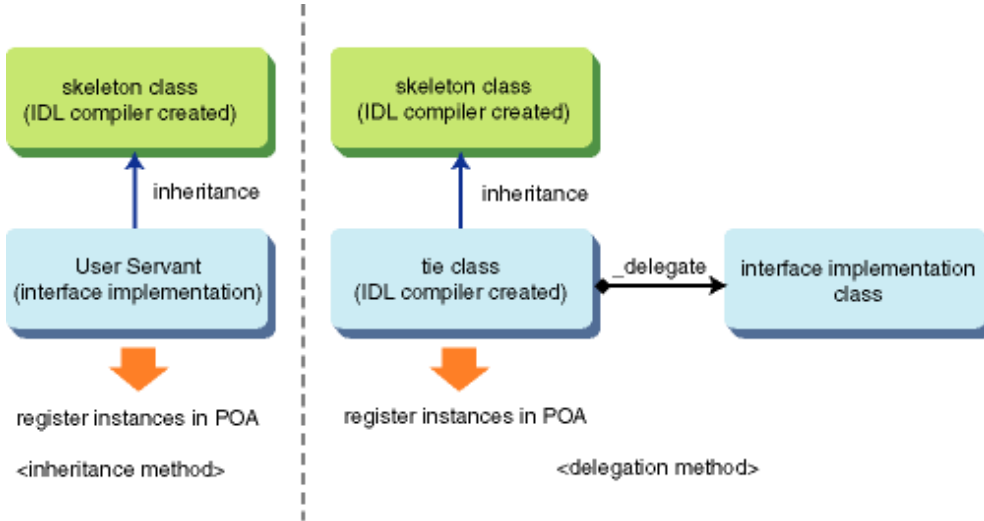 skeleton class
(IDL compiler created)
inheritance
User Servant
(interface implementation)
register instances in POA
<inheritance method>
skeleton class
(IDL compiler created)
inheritance
tie class
(IDL compiler created)
_delegate
interface implementation
class
register instances in POA
<delegation method>